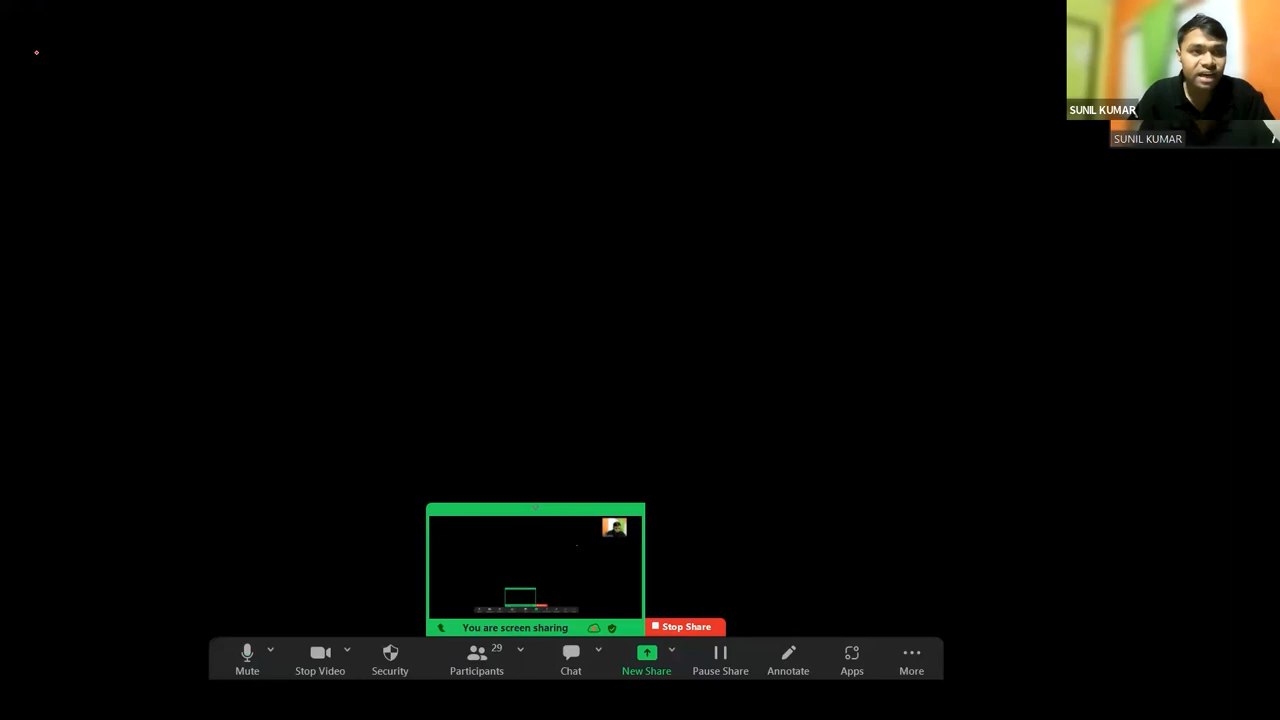 SUNIL KUMAR
SUNIL KUMAR
You are screen sharing
Stop Share
29
Mute
Stop Video
Security
Participants
Chat
New Share
Pause Share
Annotate
Apps
More